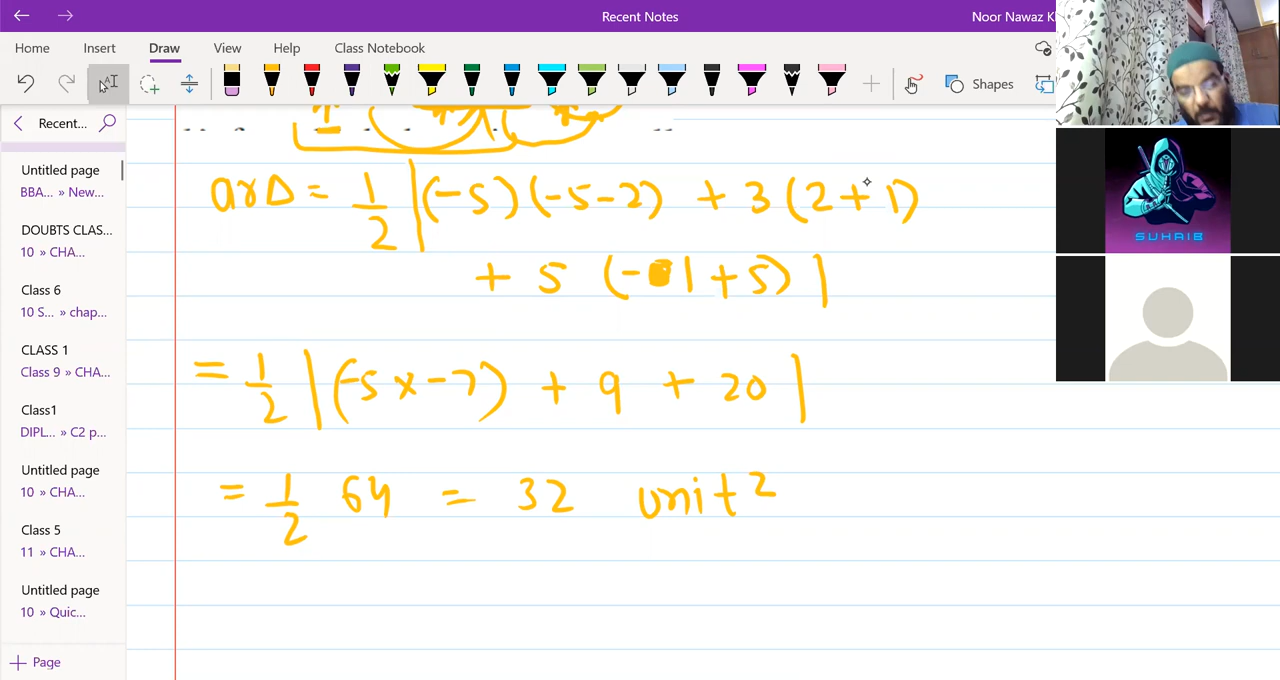 Recent Notes
Noor Nawaz K
Home Insert Draw View Help Class Notebook
Shapes
Recent...
Untitled page
BBA... » New...
DOUBTS CLAS...
10 » CHA...
Class 6
10 S... » chap...
CLASS 1
Class 9 » CHA...
Class1
DIPL... » C2 p...
Untitled page
10 » CHA...
Class 5
11 » CHA...
Untitled page
10 » Quic...
Page
ar Δ = 1/2 |(-5)(-5-2) + 3 (2+1)
+ 5 (-1+5)|
= 1/2 |(-5x-7) + 9 + 20|
= 1/2 64 = 32 unit²
SUHAIB